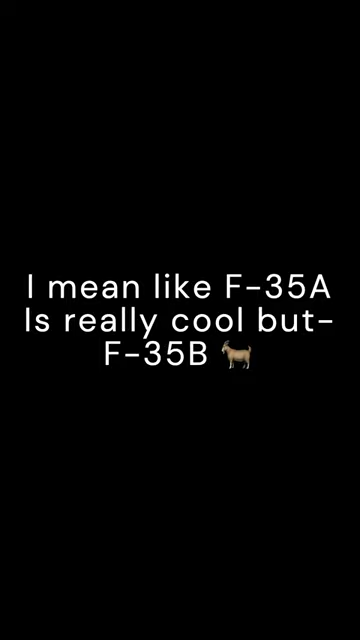 I mean like F-35A
Is really cool but-
F-35B 🐐